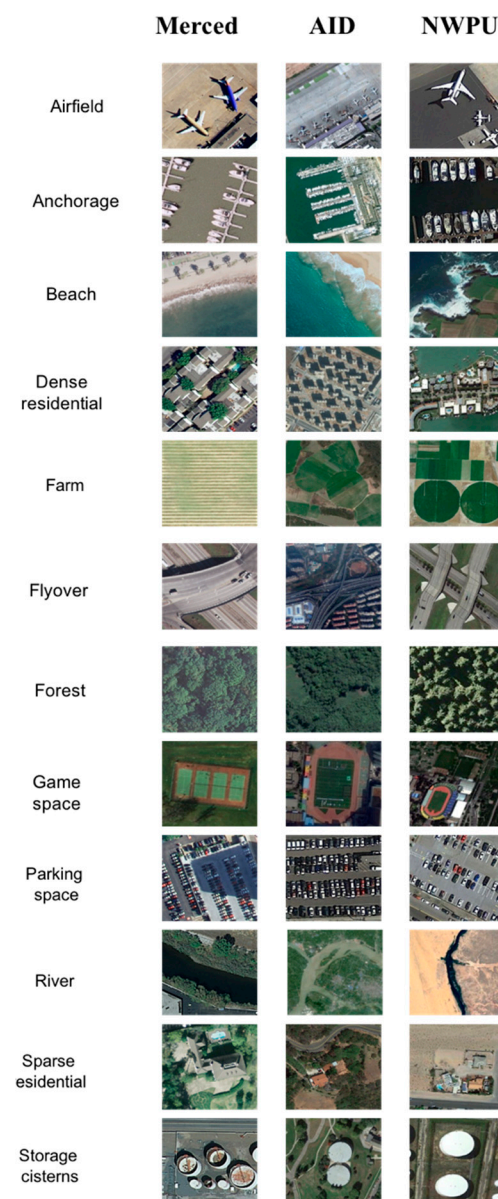 Merced AID NWPU
Airfield
Anchorage
Beach
Dense
residential
Farm
Flyover
Forest
Game
space
Parking
space
River
Sparse
esidential
Storage
cisterns